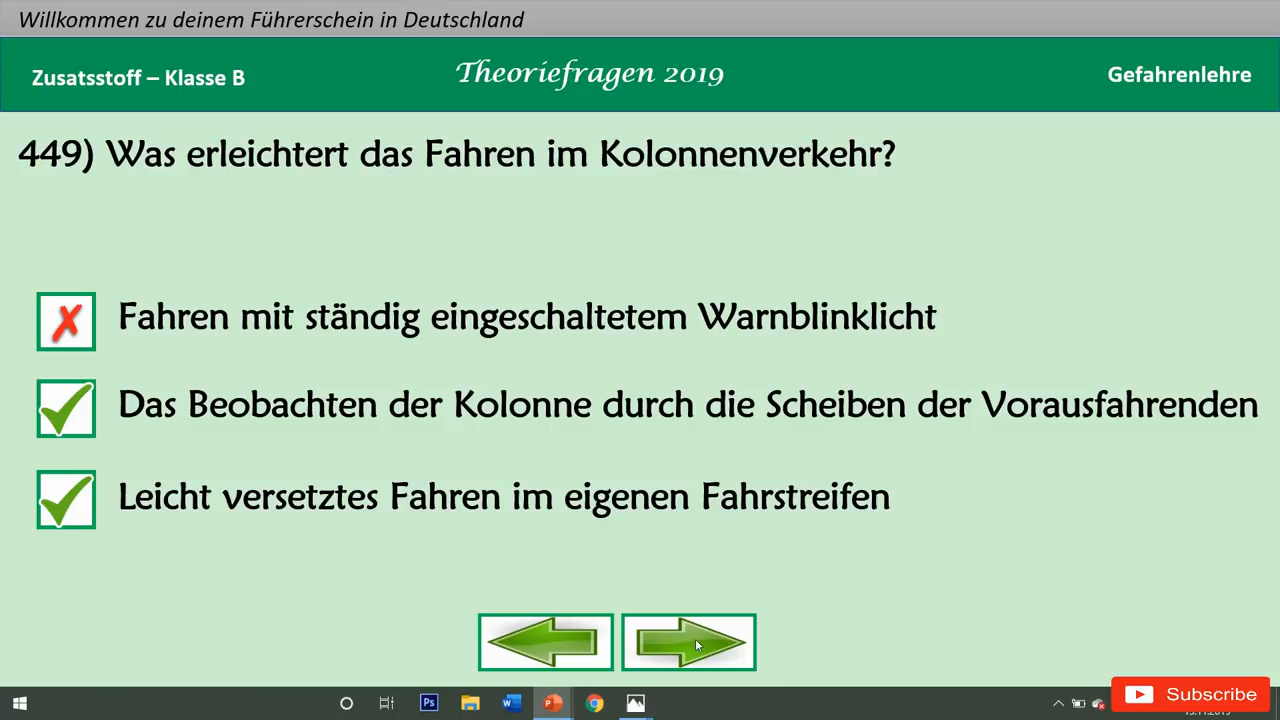 Willkommen zu deinem Führerschein in Deutschland
Zusatsstoff – Klasse B
Theoriefragen 2019
Gefahrenlehre
449) Was erleichtert das Fahren im Kolonnenverkehr?
Fahren mit ständig eingeschaltetem Warnblinklicht
Das Beobachten der Kolonne durch die Scheiben der Vorausfahrenden
Leicht versetztes Fahren im eigenen Fahrstreifen
Subscribe